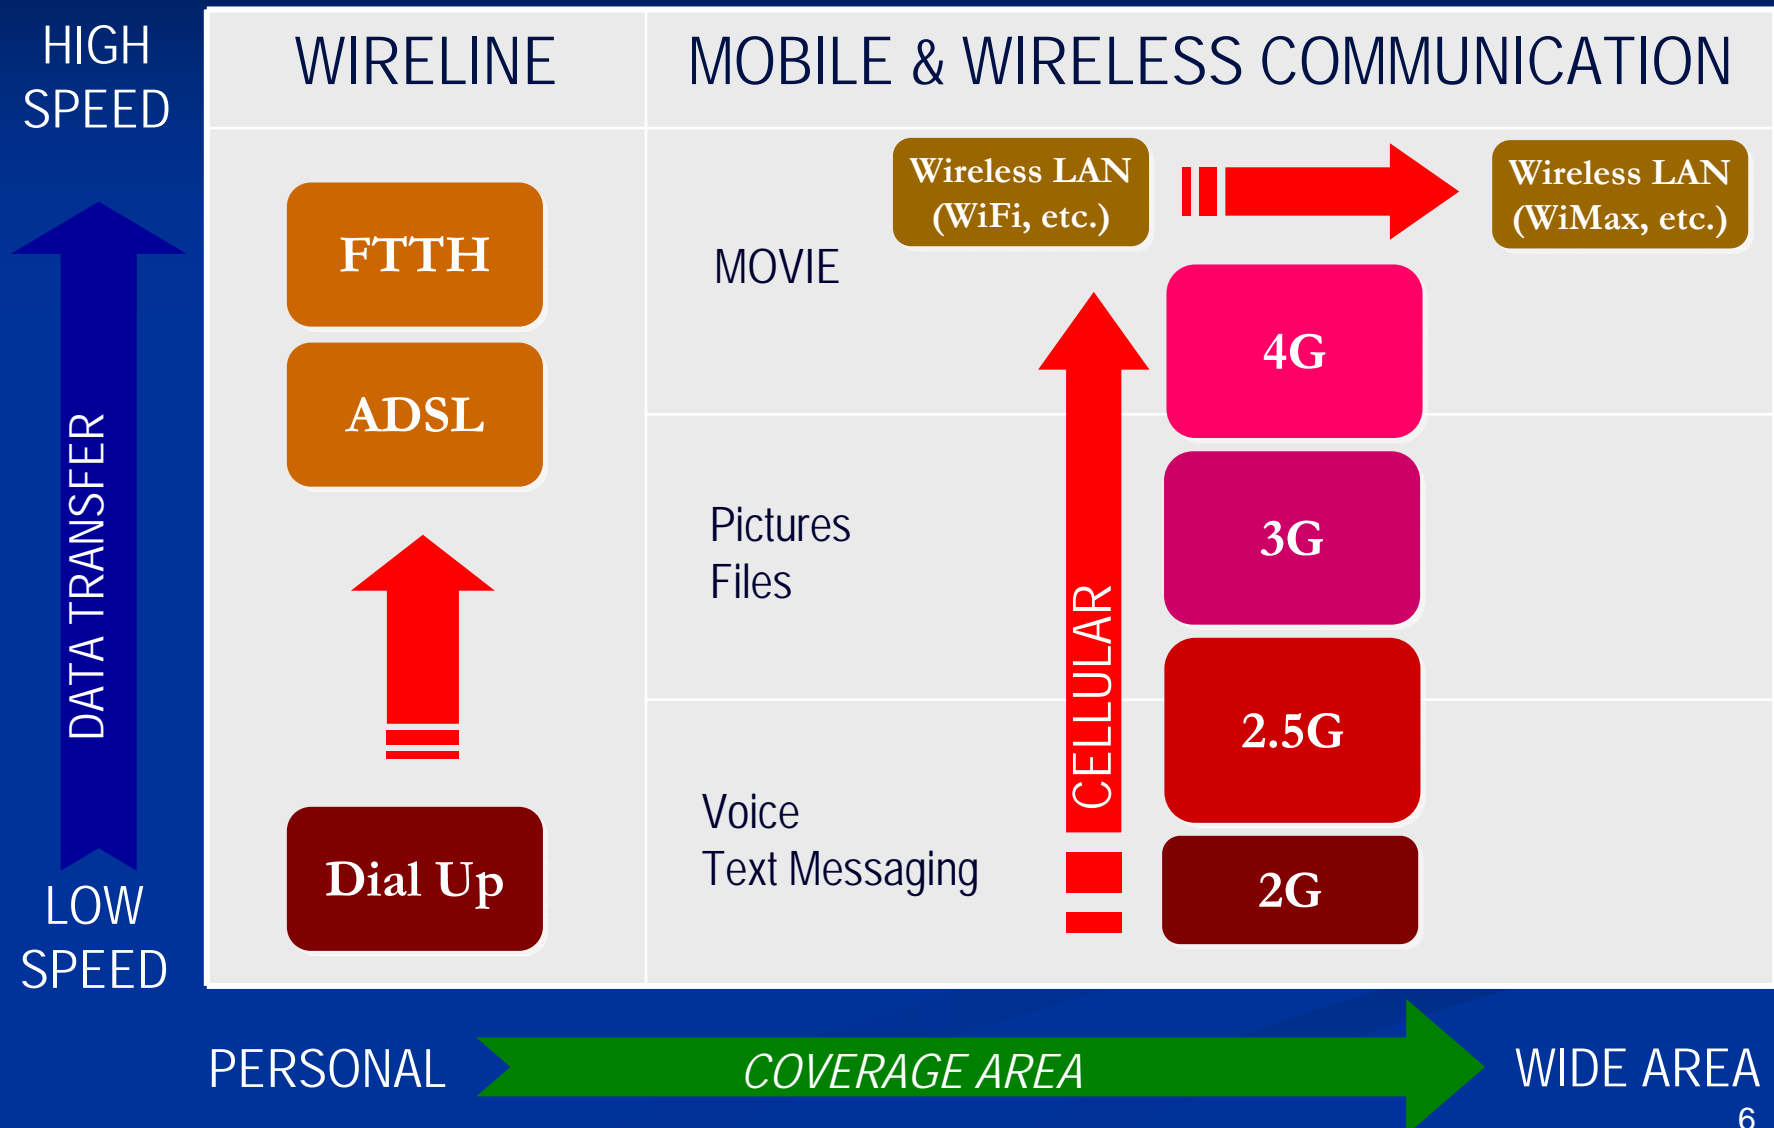 HIGH
SPEED
WIRELINE
MOBILE & WIRELESS COMMUNICATION
Wireless LAN
(WiFi, etc.)
Wireless LAN
(WiMax, etc.)
FTTH
MOVIE
4G
ADSL
DATA TRANSFER
Pictures
Files
3G
CELLULAR
2.5G
Voice
Text Messaging
Dial Up
2G
LOW
SPEED
PERSONAL
COVERAGE AREA
WIDE AREA
6